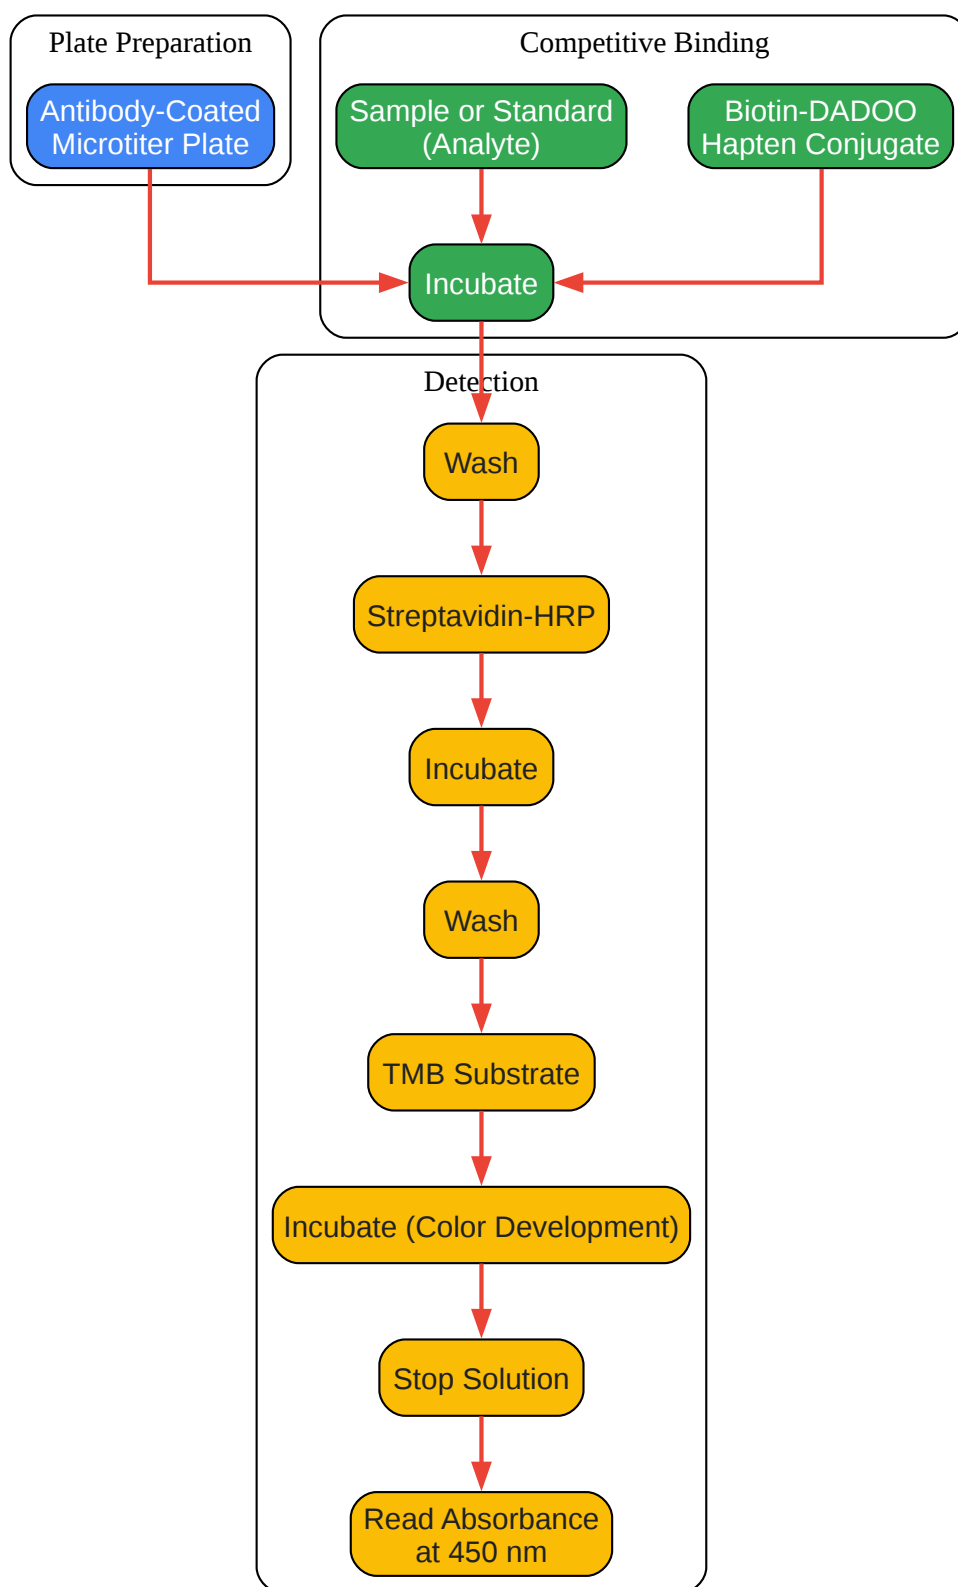 Plate Preparation
Antibody-Coated
Microtiter Plate
Competitive Binding
Sample or Standard
(Analyte)
Biotin-DADOO
Hapten Conjugate
Incubate
Detection
Wash
Streptavidin-HRP
Incubate
Wash
TMB Substrate
Incubate (Color Development)
Stop Solution
Read Absorbance
at 450 nm